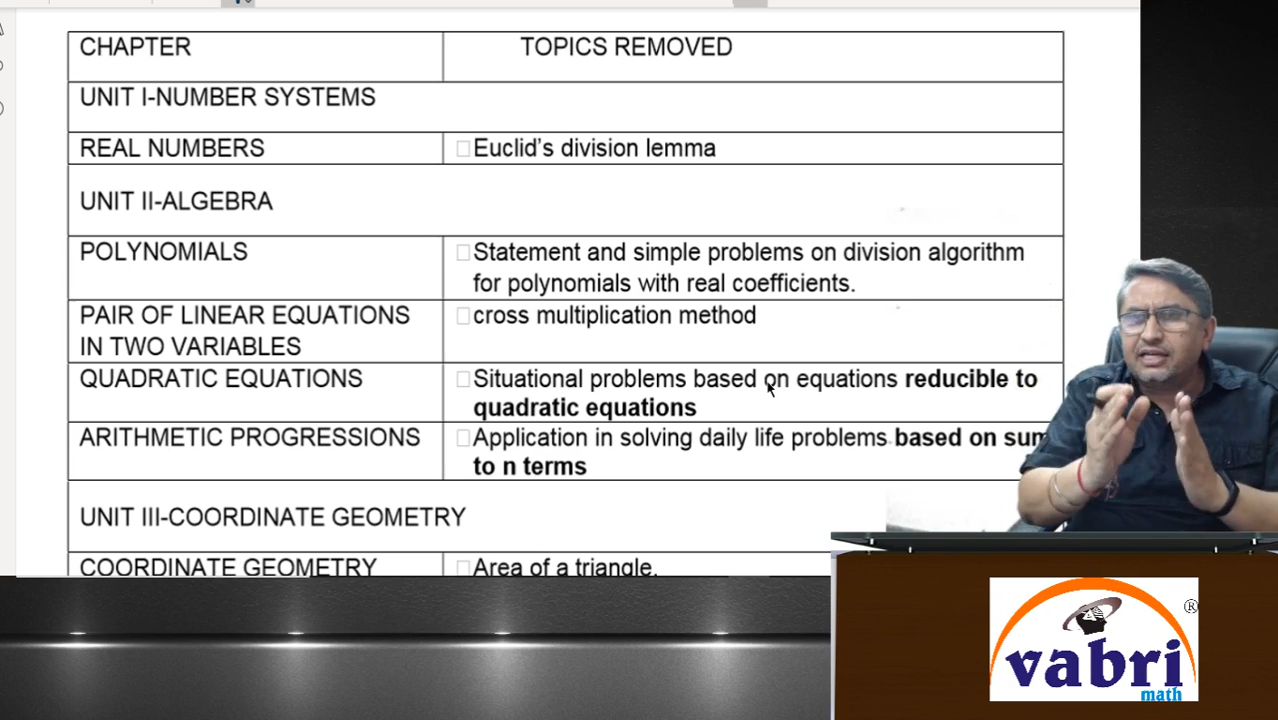 CHAPTER
TOPICS REMOVED
UNIT I-NUMBER SYSTEMS
REAL NUMBERS
Euclid's division lemma
UNIT II-ALGEBRA
POLYNOMIALS
Statement and simple problems on division algorithm
for polynomials with real coefficients.
PAIR OF LINEAR EQUATIONS
IN TWO VARIABLES
cross multiplication method
QUADRATIC EQUATIONS
Situational problems based on equations reducible to
quadratic equations
ARITHMETIC PROGRESSIONS
Application in solving daily life problems based on sum
to n terms
UNIT III-COORDINATE GEOMETRY
COORDINATE GEOMETRY
Area of a triangle.
®
vabri
math